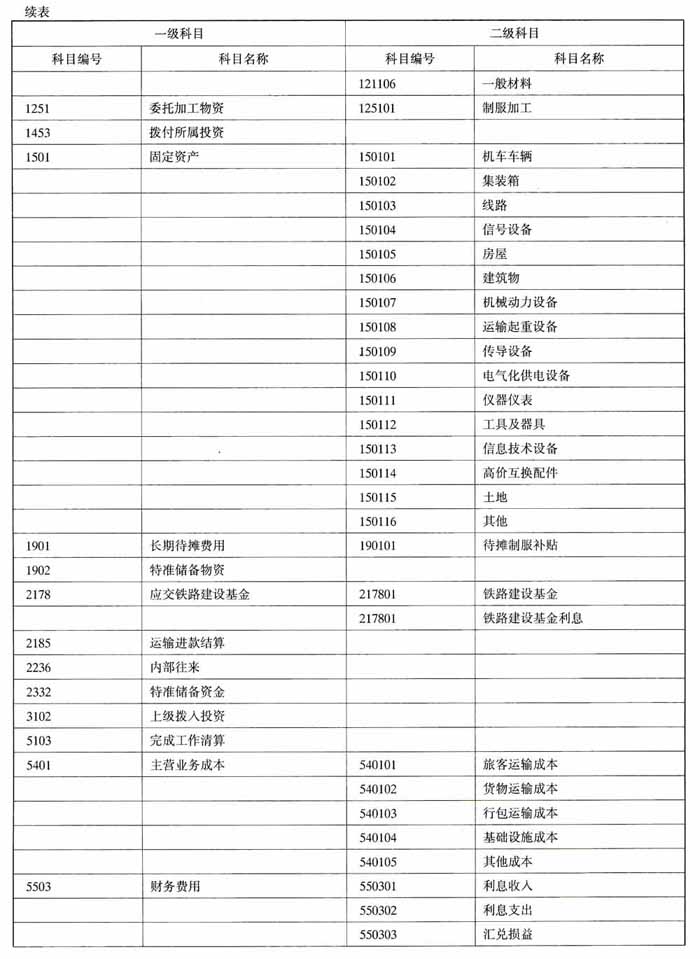 续表
一级科目 二级科目
科目编号 科目名称 科目编号 科目名称
121106 一般材料
1251 委托加工物资 125101 制服加工
1453 拨付所属投资
1501 固定资产 150101 机车车辆
150102 集装箱
150103 线路
150104 信号设备
150105 房屋
150106 建筑物
150107 机械动力设备
150108 运输起重设备
150109 传导设备
150110 电气化供电设备
150111 仪器仪表
150112 工具及器具
150113 信息技术设备
150114 高价互换配件
150115 土地
150116 其他
1901 长期待摊费用 190101 待摊制服补贴
1902 特准储备物资
2178 应交铁路建设基金 217801 铁路建设基金
217801 铁路建设基金利息
2185 运输进款结算
2236 内部往来
2332 特准储备资金
3102 上级拨入投资
5103 完成工作清算
5401 主营业务成本 540101 旅客运输成本
540102 货物运输成本
540103 行包运输成本
540104 基础设施成本
540105 其他成本
5503 财务费用 550301 利息收入
550302 利息支出
550303 汇兑损益